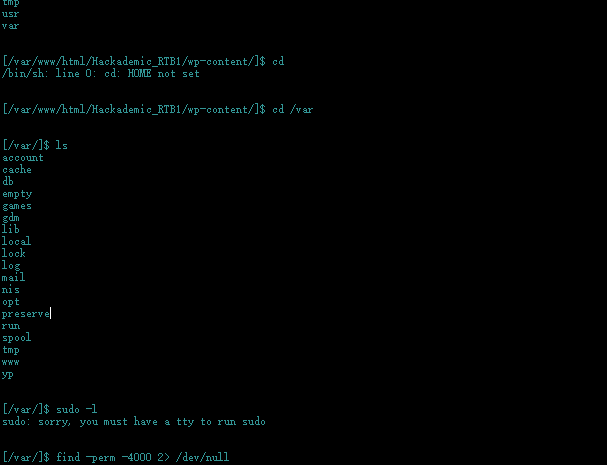 tmp
usr
var
[/var/www/html/Hackademic_RTB1/wp-content/]$ cd
/bin/sh: line 0: cd: HOME not set
[/var/www/html/Hackademic_RTB1/wp-content/]$ cd /var
[/var/]$ ls
account
cache
db
empty
games
gdm
lib
local
lock
log
mail
nis
opt
preserve
run
spool
tmp
www
yp
[/var/]$ sudo -l
sudo: sorry, you must have a tty to run sudo
[/var/]$ find -perm -4000 2> /dev/null